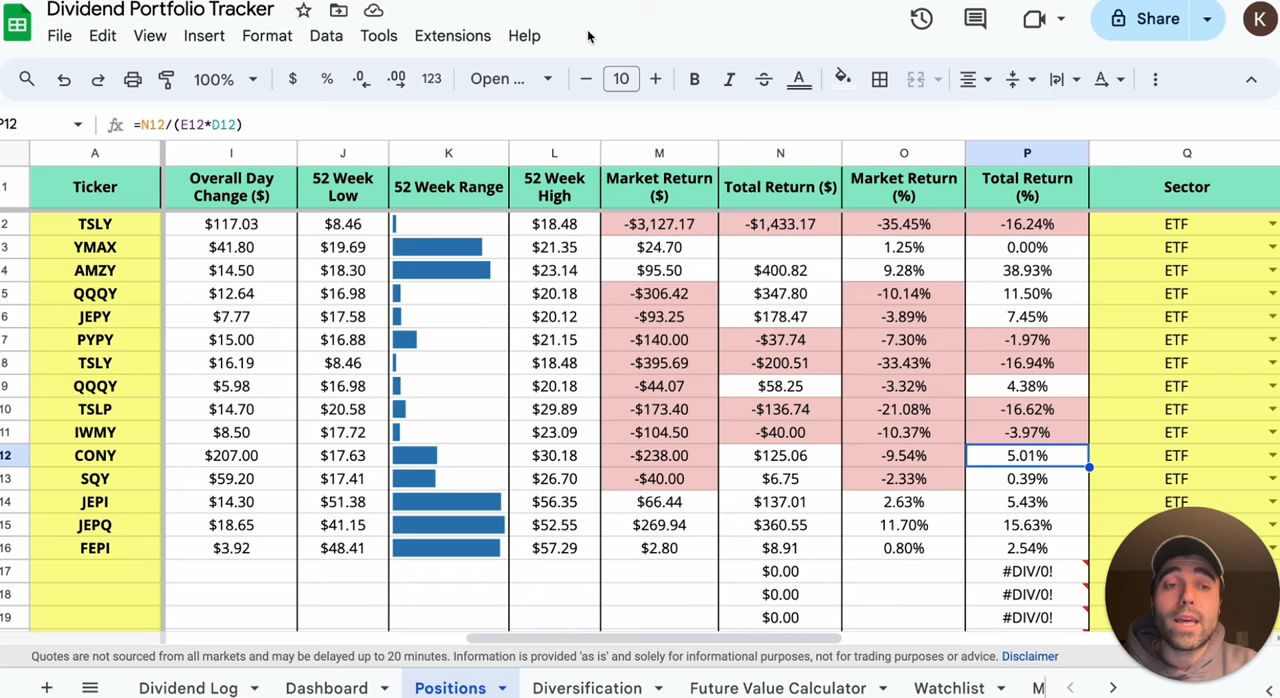 Dividend Portfolio Tracker
File Edit View Insert Format Data Tools Extensions Help
Share K
100% $ % .0 .00 123 Open ... 10 B I A
P12 fx =N12/(E12*D12)
A I J K L M N O P Q
1 Ticker Overall Day Change ($) 52 Week Low 52 Week Range 52 Week High Market Return ($) Total Return ($) Market Return (%) Total Return (%) Sector
2 TSLY $117.03 $8.46 $18.48 -$3,127.17 -$1,433.17 -35.45% -16.24% ETF
3 YMAX $41.80 $19.69 $21.35 $24.70 1.25% 0.00% ETF
4 AMZY $14.50 $18.30 $23.14 $95.50 $400.82 9.28% 38.93% ETF
5 QQQY $12.64 $16.98 $20.18 -$306.42 $347.80 -10.14% 11.50% ETF
6 JEPY $7.77 $17.58 $20.12 -$93.25 $178.47 -3.89% 7.45% ETF
7 PYPY $15.00 $16.88 $21.15 -$140.00 -$37.74 -7.30% -1.97% ETF
8 TSLY $16.19 $8.46 $18.48 -$395.69 -$200.51 -33.43% -16.94% ETF
9 QQQY $5.98 $16.98 $20.18 -$44.07 $58.25 -3.32% 4.38% ETF
10 TSLP $14.70 $20.58 $29.89 -$173.40 -$136.74 -21.08% -16.62% ETF
11 IWMY $8.50 $17.72 $23.09 -$104.50 -$40.00 -10.37% -3.97% ETF
12 CONY $207.00 $17.63 $30.18 -$238.00 $125.06 -9.54% 5.01% ETF
13 SQY $59.20 $17.41 $26.70 -$40.00 $6.75 -2.33% 0.39% ETF
14 JEPI $14.30 $51.38 $56.35 $66.44 $137.01 2.63% 5.43% ETF
15 JEPQ $18.65 $41.15 $52.55 $269.94 $360.55 11.70% 15.63%
16 FEPI $3.92 $48.41 $57.29 $2.80 $8.91 0.80% 2.54%
17 $0.00 #DIV/0!
18 $0.00 #DIV/0!
19 $0.00 #DIV/0!
Quotes are not sourced from all markets and may be delayed up to 20 minutes. Information is provided 'as is' and solely for informational purposes, not for trading purposes or advice. Disclaimer
Dividend Log Dashboard Positions Diversification Future Value Calculator Watchlist M